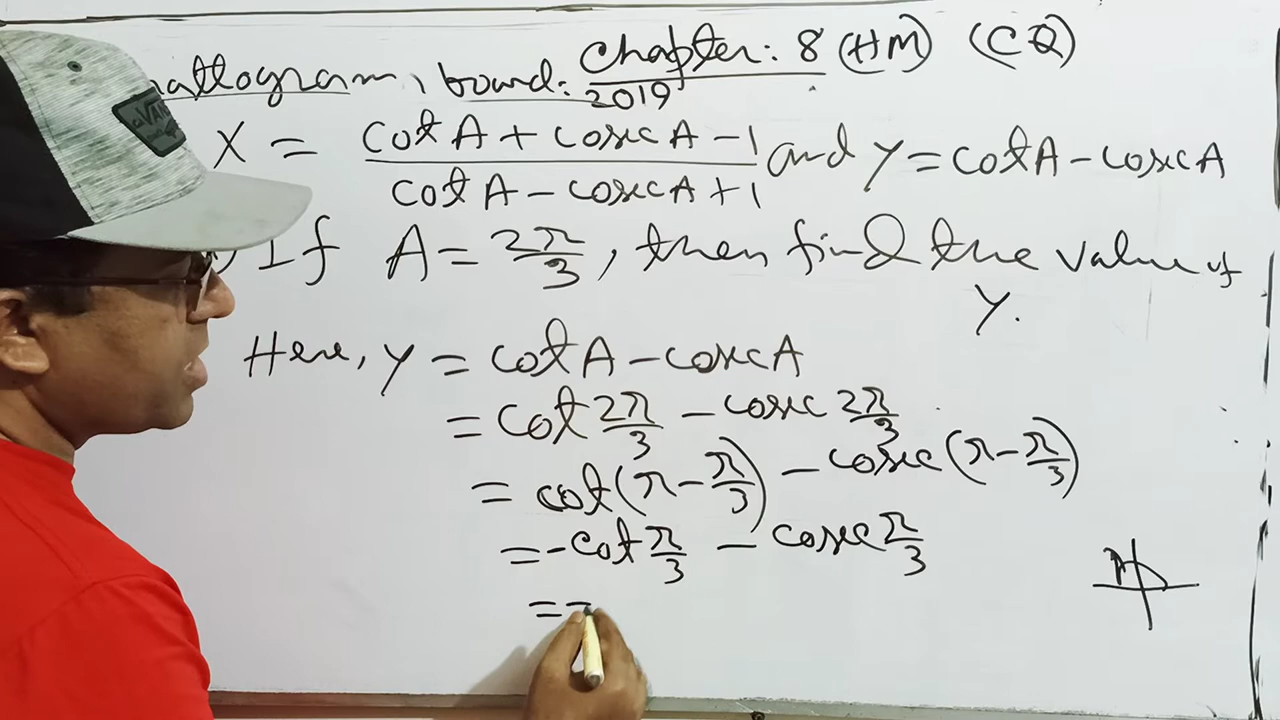 Chapter: 8 (HM) (CQ)
board: 2019
X = (cot A + cosec A - 1)/(cot A - cosec A + 1) and Y = cot A - cosec A
If A = 2π/3, then find the value of
Y.
Here, Y = cot A - cosec A
= cot 2π/3 - cosec 2π/3
= cot(π - π/3) - cosec(π - π/3)
= -cot π/3 - cosec π/3
= -